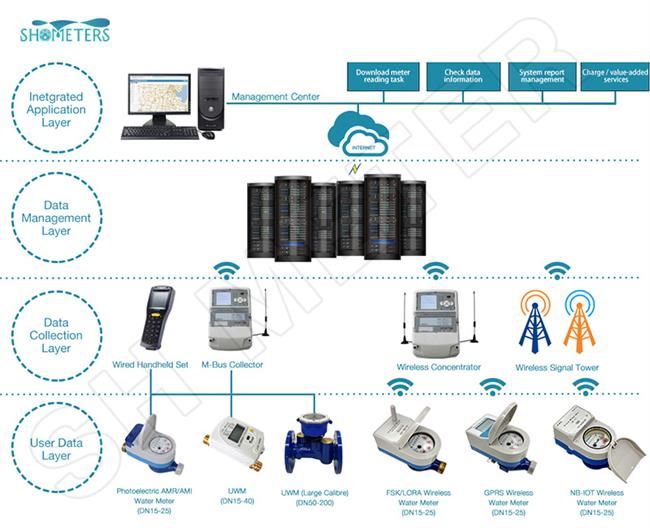 SHOMETERS
Download meter
reading task
Check data
information
System report
management
Charge / value-added
services
Inetgrated
Application
Layer
Management Center
INTERNET
Data
Management
Layer
Data
Collection
Layer
Wired Handheld Set
M-Bus Collector
Wireless Concentrator
Wireless Signal Tower
User Data
Layer
Photoelectric AMR/AMI
Water Meter
(DN15-25)
UWM
(DN15-40)
UWM (Large Calibre)
(DN50-200)
FSK/LORA Wireless
Water Meter
(DN15-25)
GPRS Wireless
Water Meter
(DN15-25)
NB-IOT Wireless
Water Meter
(DN15-25)
SH METER